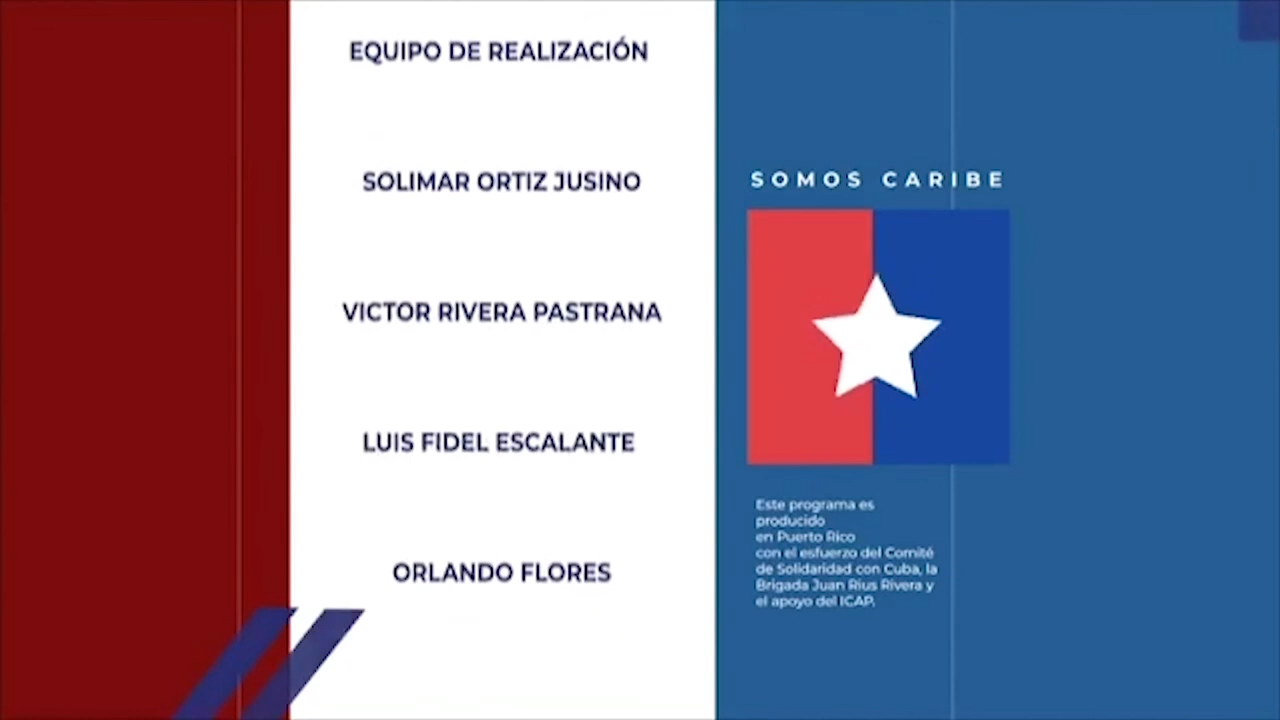 EQUIPO DE REALIZACIÓN
SOLIMAR ORTIZ JUSINO
VICTOR RIVERA PASTRANA
LUIS FIDEL ESCALANTE
ORLANDO FLORES
SOMOS CARIBE
Este programa es
producido
en Puerto Rico
con el esfuerzo del Comité
de Solidaridad con Cuba, la
Brigada Juan Rius Rivera y
el apoyo del ICAP.